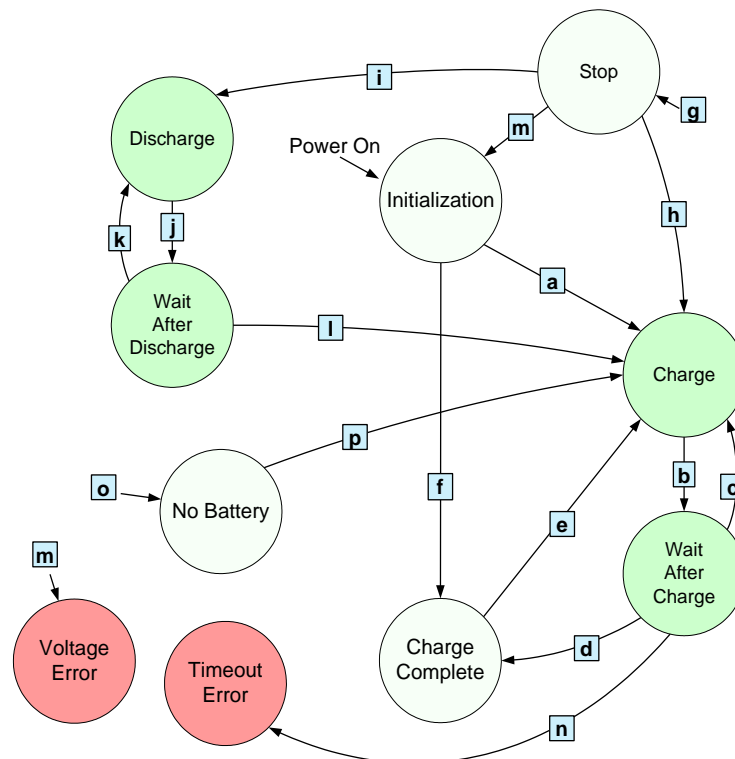 Stop
i
g
m
Discharge
Power On
Initialization
h
k
j
a
Wait
After
Discharge
l
Charge
p
b
c
o
No Battery
f
e
m
Wait
After
Charge
Voltage
Error
Timeout
Error
Charge
Complete
d
n